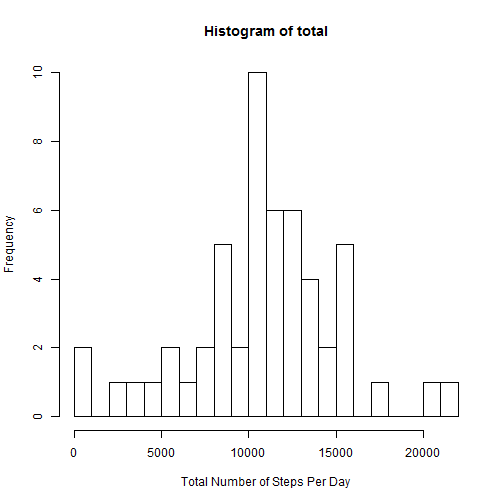 Histogram of total
Frequency
10
8
6
4
2
0
0 5000 10000 15000 20000
Total Number of Steps Per Day